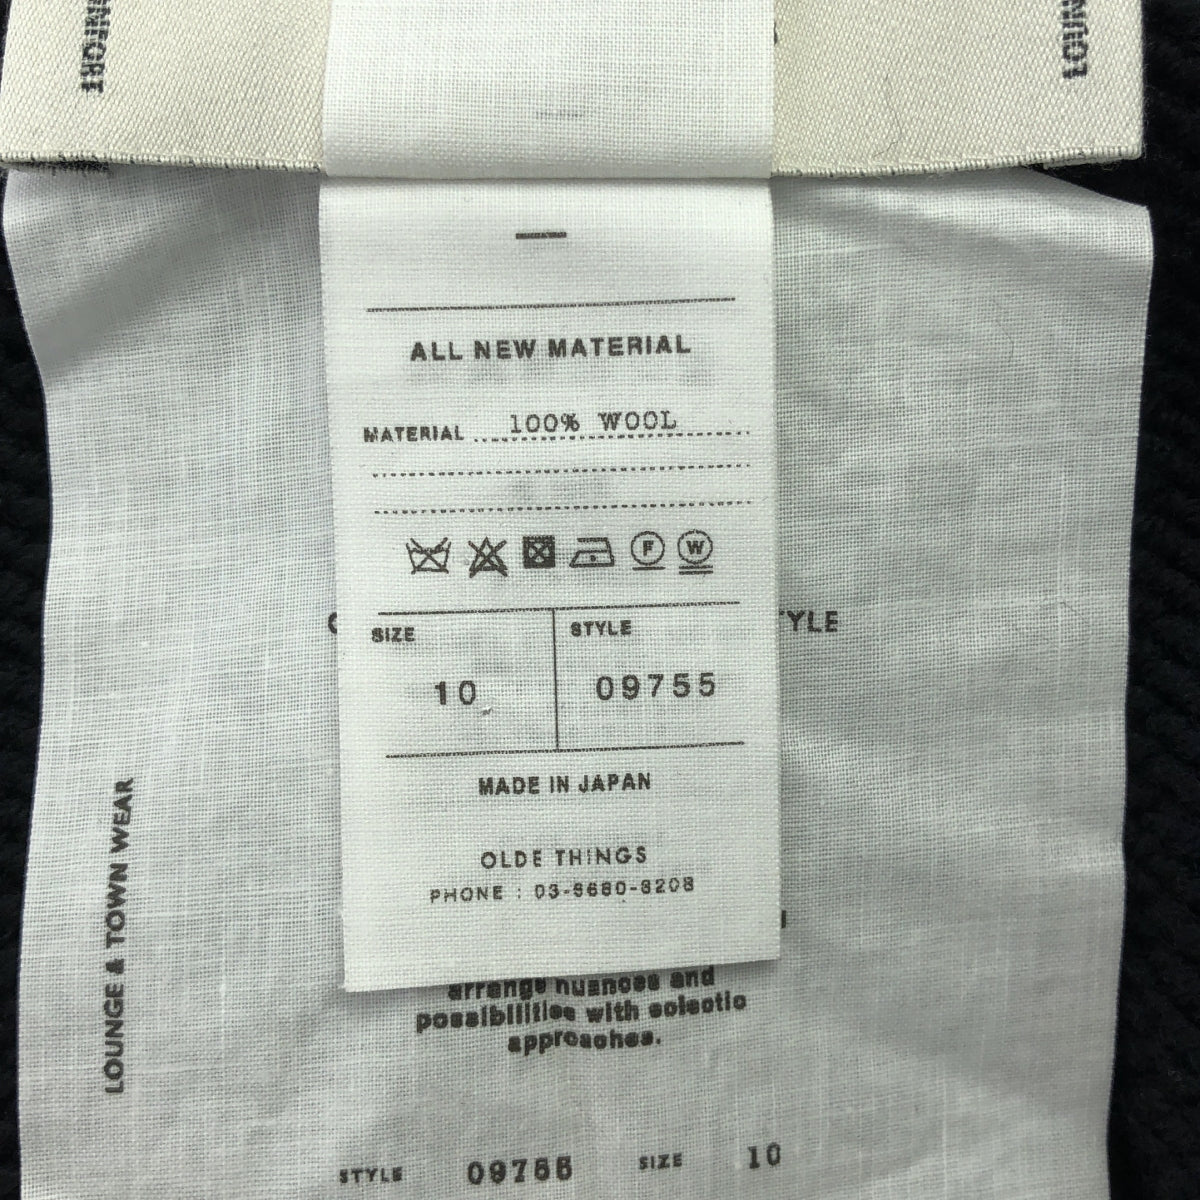 ALL NEW MATERIAL
MATERIAL 100% WOOL
F W
SIZE STYLE
10 09755
MADE IN JAPAN
OLDE THINGS
PHONE : 03-5680-8208
YLE
LOUNGE & TOWN WEAR
arrange nuances and
possibilities with eclectic
approaches.
STYLE 09755 SIZE 10